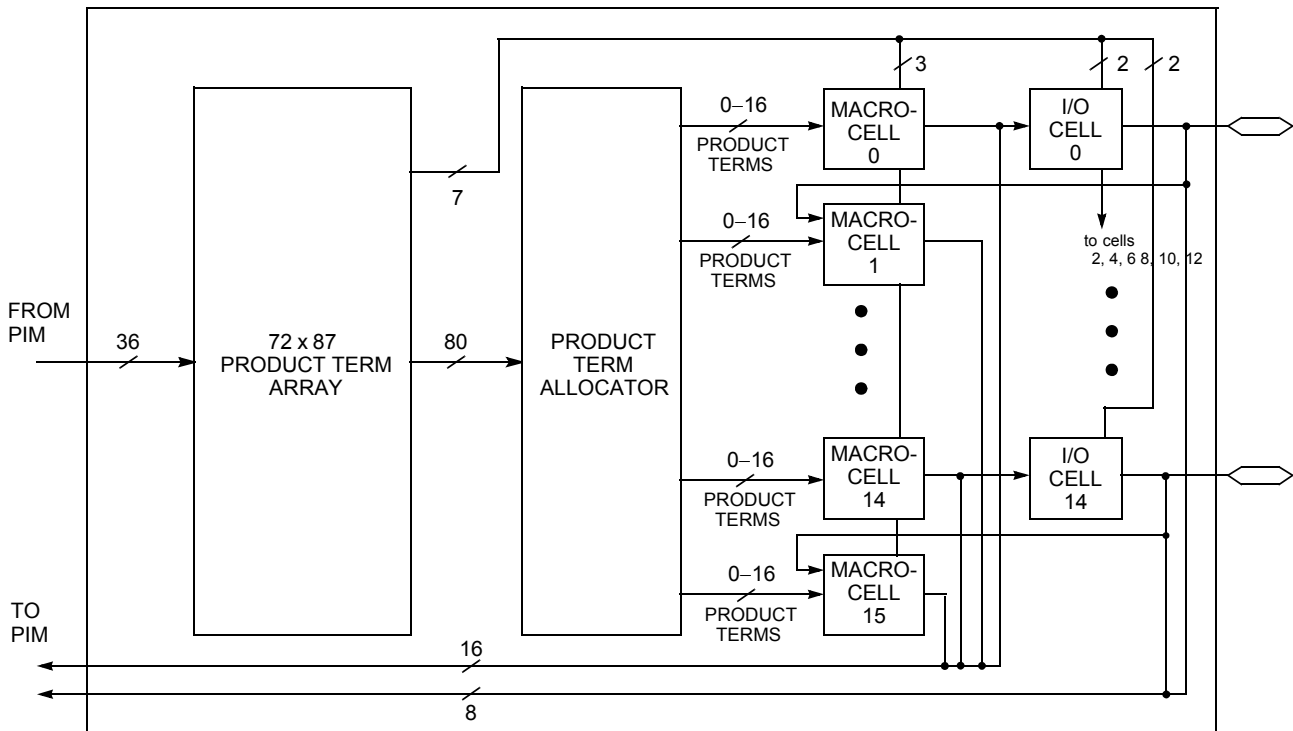 3
2
2
0–16
PRODUCT
TERMS
MACRO-
CELL
0
I/O
CELL
0
7
0–16
PRODUCT
TERMS
MACRO-
CELL
1
to cells
2, 4, 6 8, 10, 12
FROM
PIM
36
72 x 87
PRODUCT TERM
ARRAY
80
PRODUCT
TERM
ALLOCATOR
0–16
PRODUCT
TERMS
MACRO-
CELL
14
I/O
CELL
14
0–16
PRODUCT
TERMS
MACRO-
CELL
15
TO
PIM
16
8